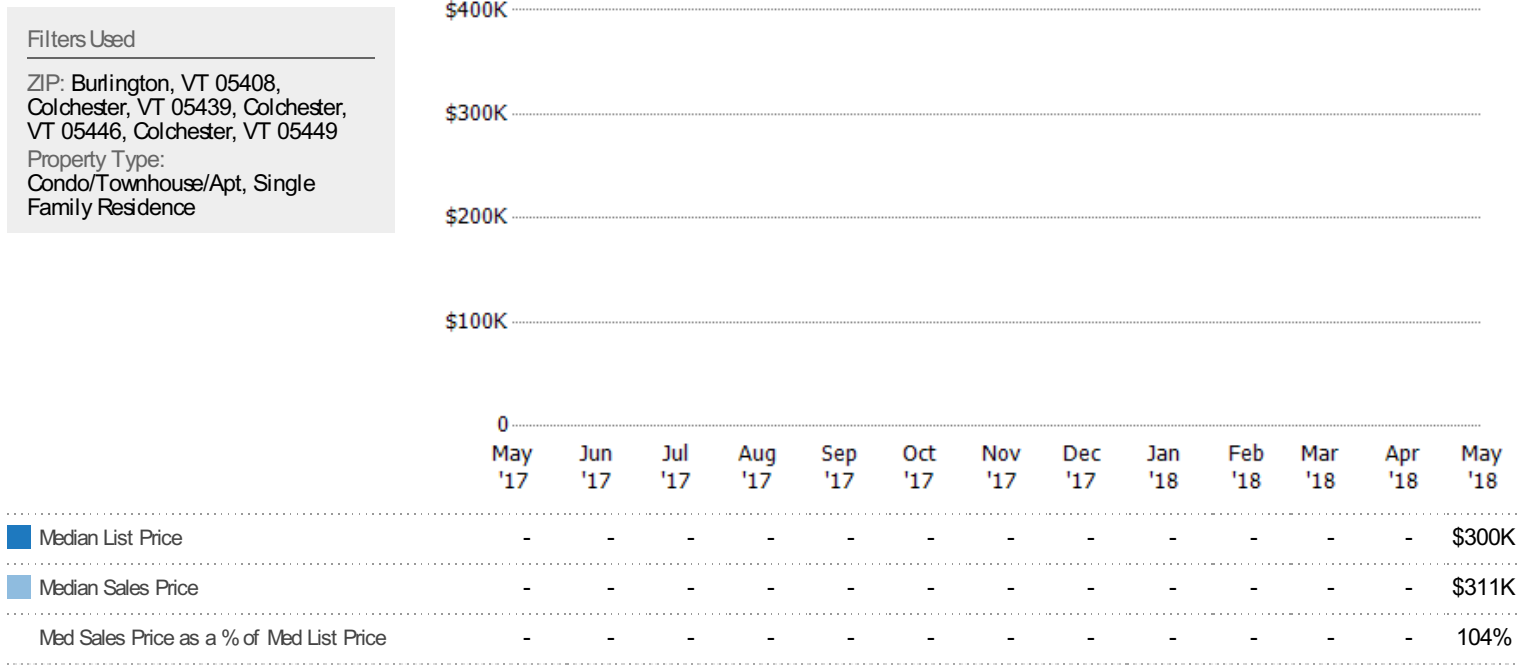 Filters Used
ZIP: Burlington, VT 05408,
Colchester, VT 05439, Colchester,
VT 05446, Colchester, VT 05449
Property Type:
Condo/Townhouse/Apt, Single
Family Residence
$400K
$300K
$200K
$100K
0
May Jun Jul Aug Sep Oct Nov Dec Jan Feb Mar Apr May
'17 '17 '17 '17 '17 '17 '17 '17 '18 '18 '18 '18 '18
Median List Price - - - - - - - - - - - - $300K
Median Sales Price - - - - - - - - - - - - $311K
Med Sales Price as a % of Med List Price - - - - - - - - - - - - 104%